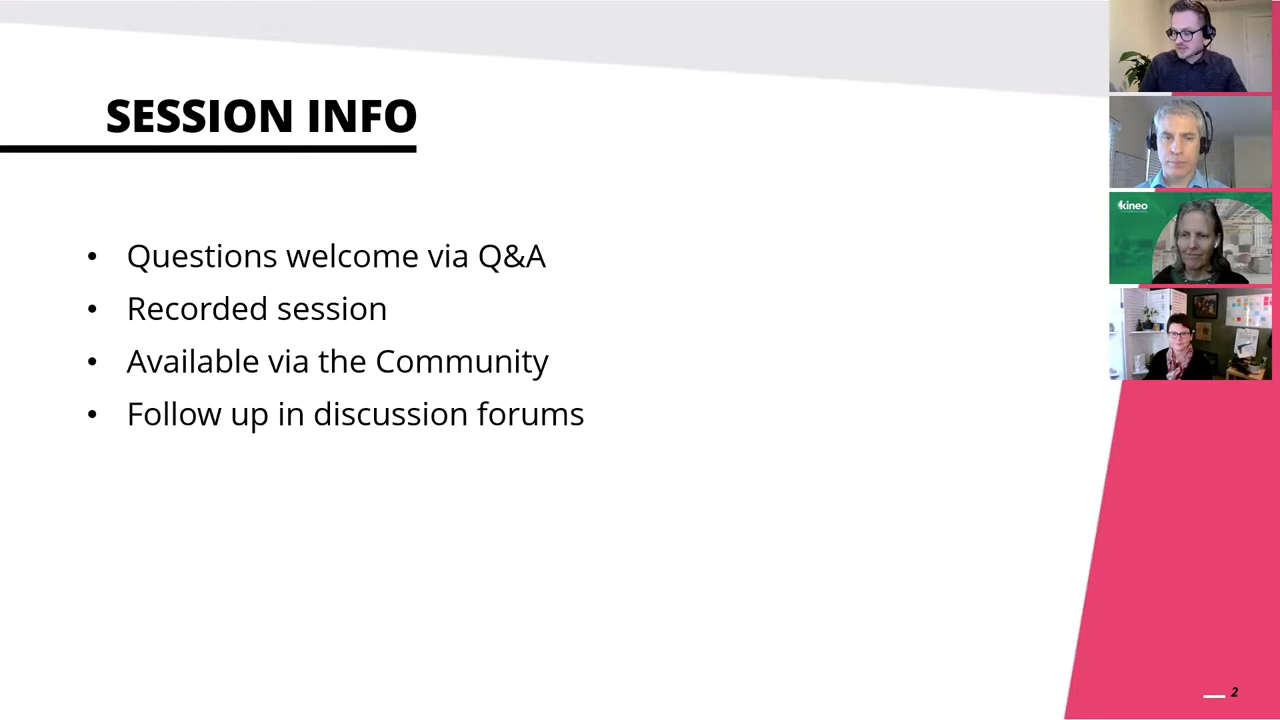 SESSION INFO
• Questions welcome via Q&A
• Recorded session
• Available via the Community
• Follow up in discussion forums
kineo
2